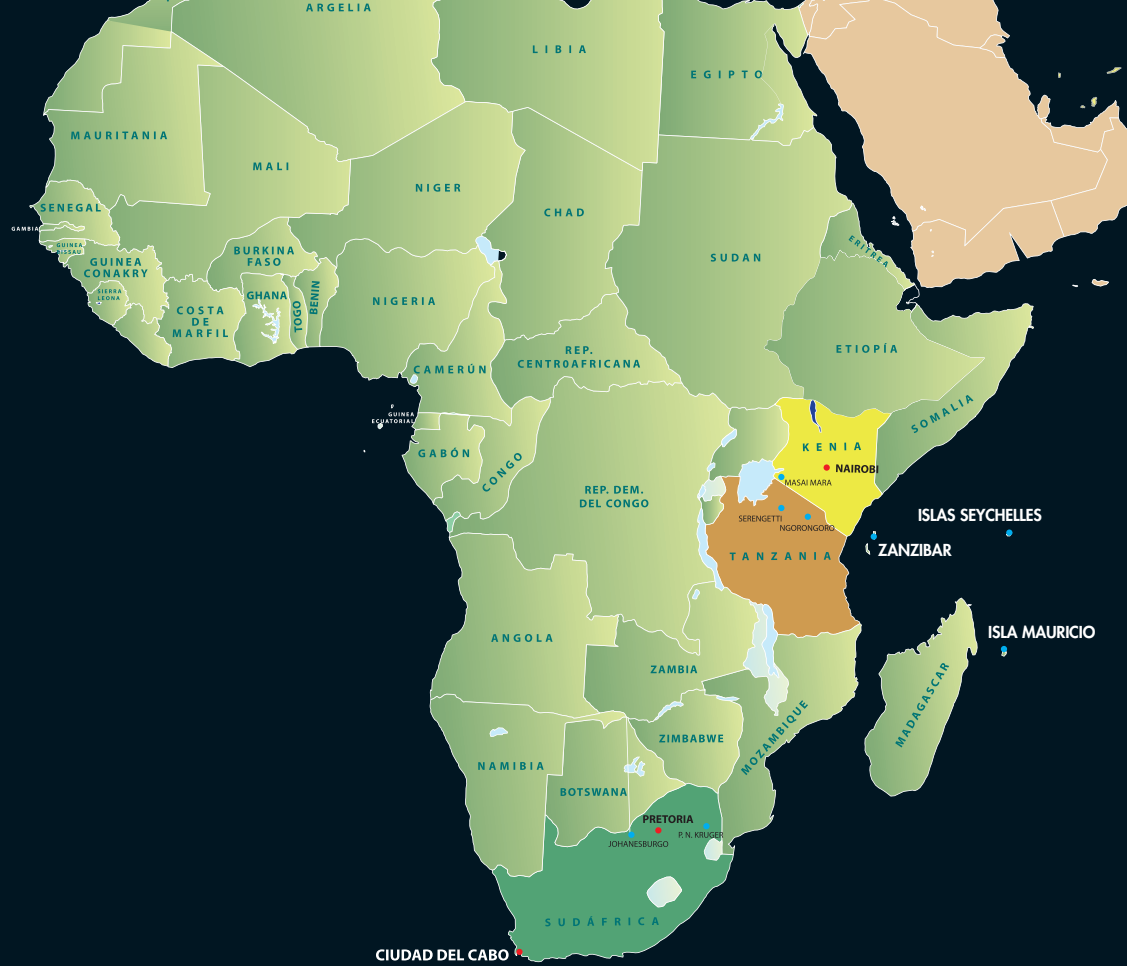 ARGELIA
LIBIA
EGIPTO
MAURITANIA
MALI
NIGER
CHAD
SENEGAL
GAMBIA
GUINEA
BISSAU
GUINEA
CONAKRY
SIERRA
LEONA
BURKINA
FASO
GHANA
TOGO
BENIN
COSTA
DE
MARFIL
NIGERIA
SUDAN
ERITREA
ETIOPÍA
SOMALIA
REP.
CENTROAFRICANA
CAMERÚN
GUINEA
ECUATORIAL
GABÓN
CONGO
REP. DEM.
DEL CONGO
KENIA
NAIROBI
MASAI MARA
SERENGETTI
NGORONGORO
TANZANIA
ISLAS SEYCHELLES
ZANZIBAR
ISLA MAURICIO
ANGOLA
ZAMBIA
MADAGASCAR
MOZAMBIQUE
ZIMBABWE
NAMIBIA
BOTSWANA
PRETORIA
P. N. KRUGER
JOHANESBURGO
SUDÁFRICA
CIUDAD DEL CABO